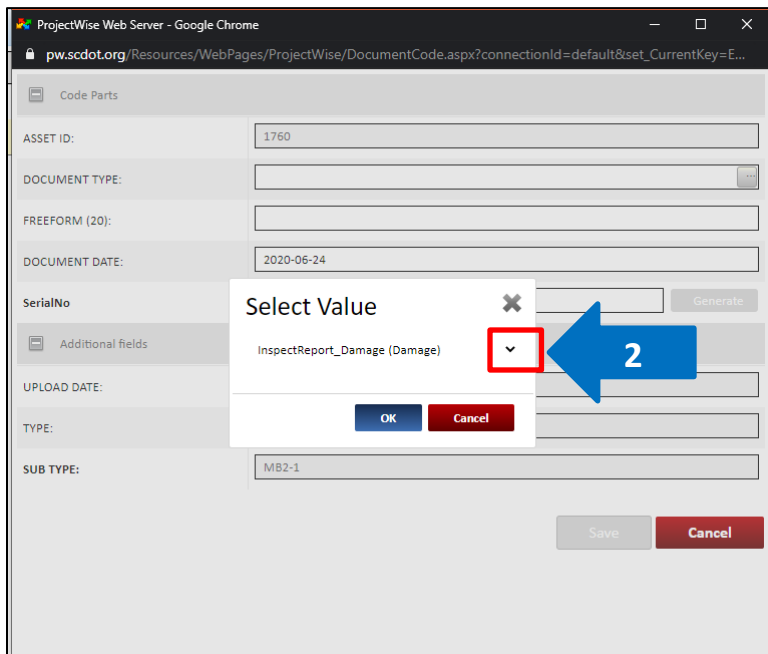 ProjectWise Web Server - Google Chrome
pw.scdot.org/Resources/WebPages/ProjectWise/DocumentCode.aspx?connectionId=default&set_CurrentKey=E...
Code Parts
ASSET ID: 1760
DOCUMENT TYPE: ...
FREEFORM (20):
DOCUMENT DATE: 2020-06-24
SerialNo Generate
Select Value
InspectReport_Damage (Damage)
2
OK Cancel
Additional fields
UPLOAD DATE:
TYPE:
SUB TYPE: MB2-1
Save Cancel